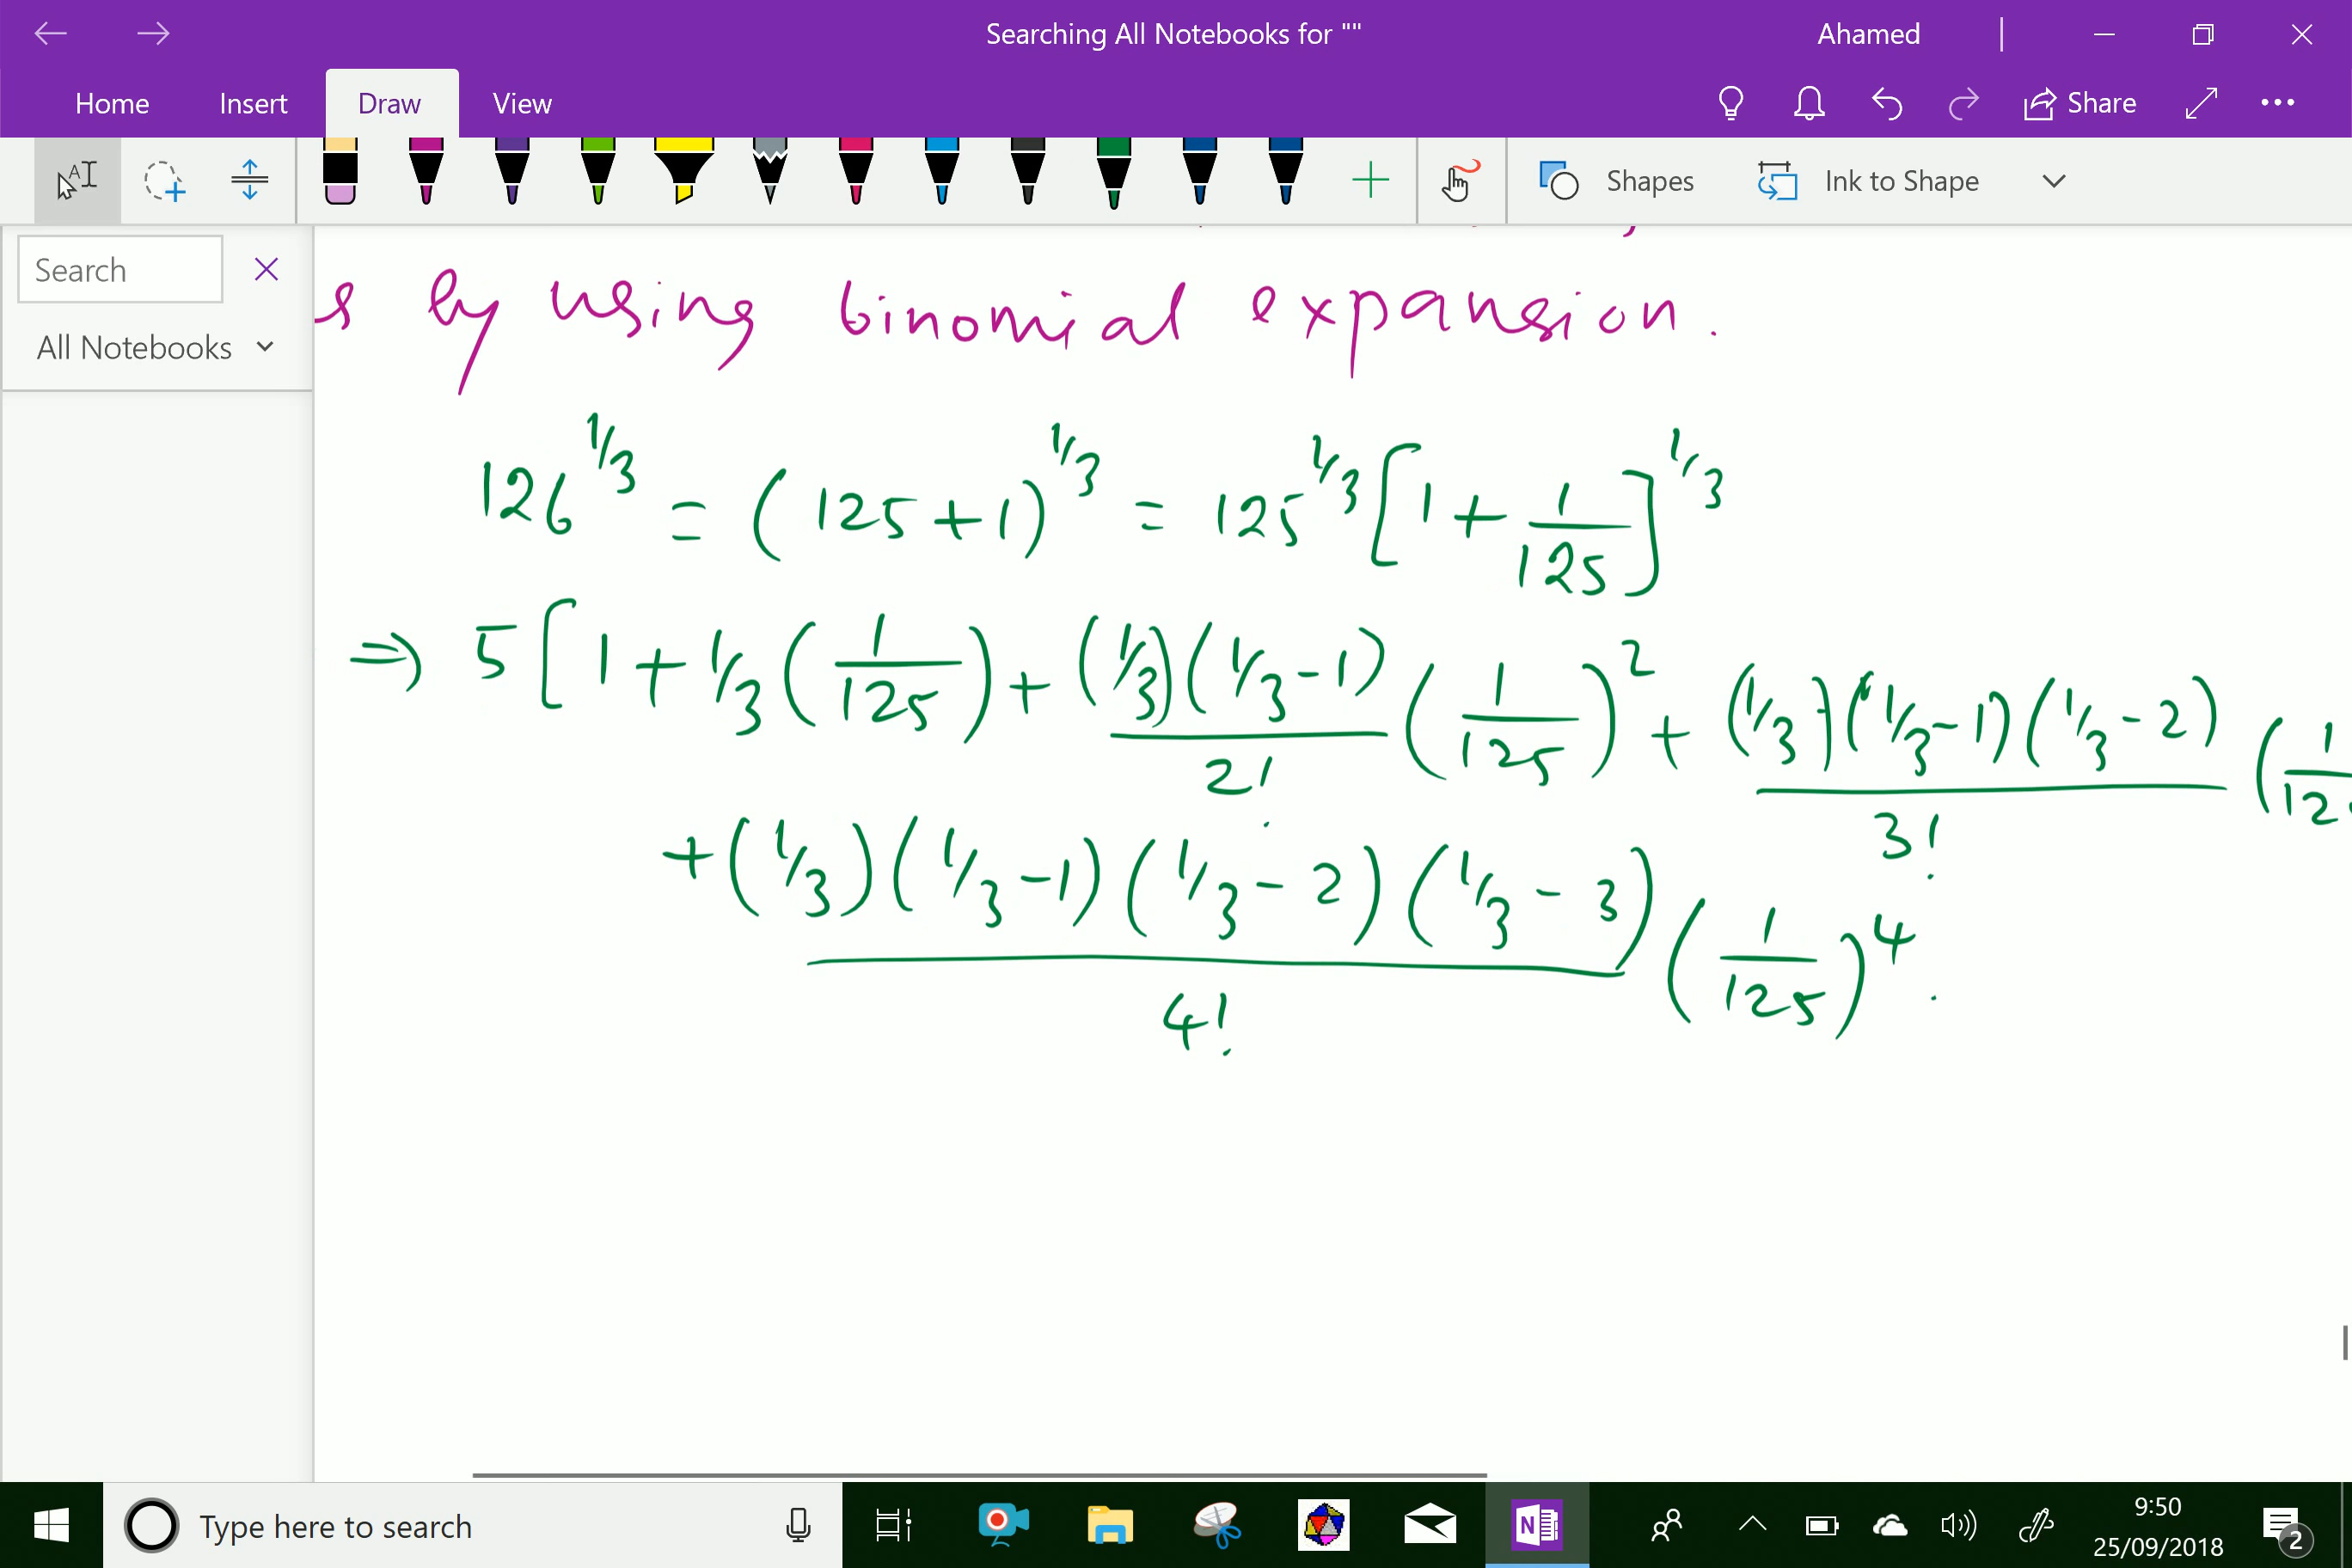 Searching All Notebooks for "" Ahamed
Home Insert Draw View Share
Shapes Ink to Shape
Search
All Notebooks
s by using binomial expansion.
126^{1/3} = (125+1)^{1/3} = 125^{1/3} [1 + 1/125]^{1/3}
⇒ 5 [1 + 1/3 (1/125) + (1/3)(1/3-1)/2! (1/125)^2 + (1/3)(1/3-1)(1/3-2)/3! (1/12
+ (1/3)(1/3-1)(1/3-2)(1/3-3)/4! (1/125)^4.
Type here to search
N
9:50
25/09/2018
2